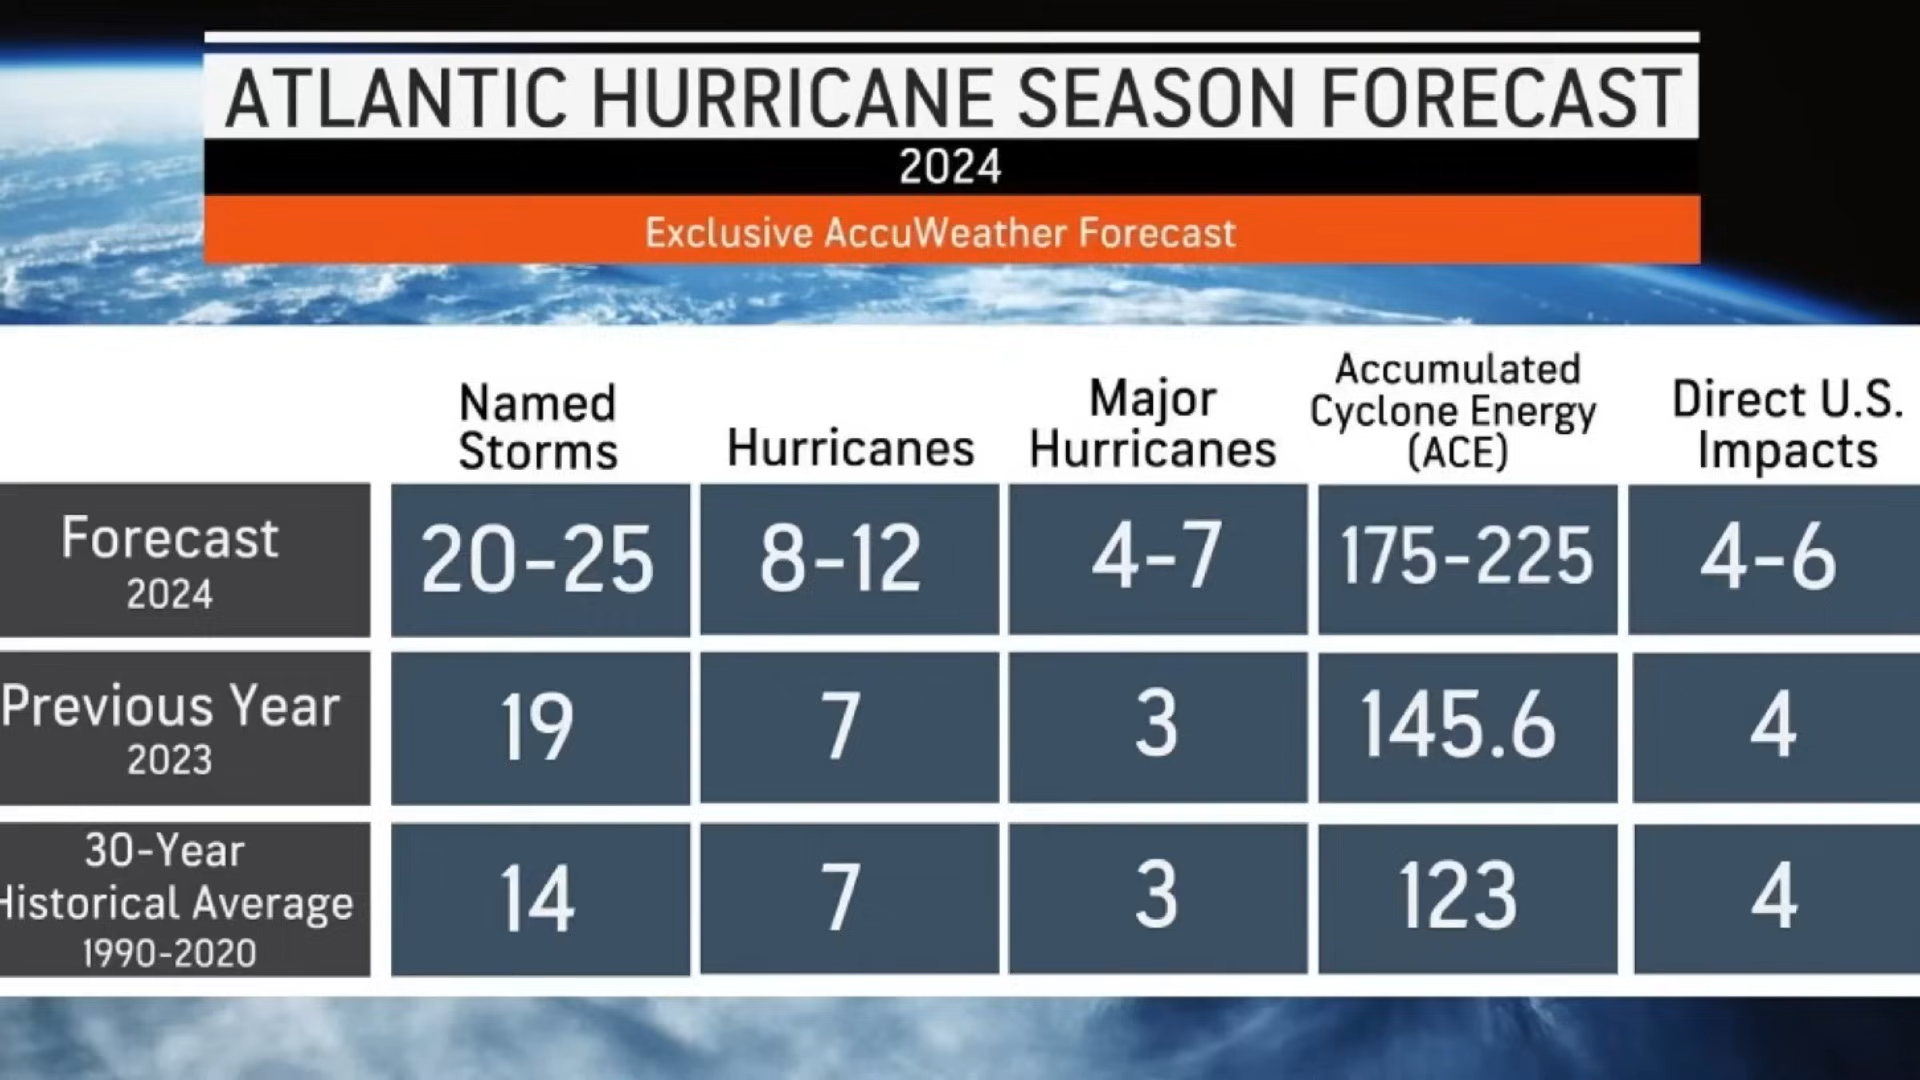 ATLANTIC HURRICANE SEASON FORECAST
2024
Exclusive AccuWeather Forecast
Named
Storms
Hurricanes
Major
Hurricanes
Accumulated
Cyclone Energy
(ACE)
Direct U.S.
Impacts
Forecast
2024
20-25
8-12
4-7
175-225
4-6
Previous Year
2023
19
7
3
145.6
4
30-Year
Historical Average
1990-2020
14
7
3
123
4